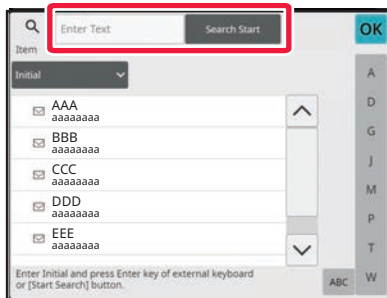 Enter Text
Search Start
OK
Item
Initial
AAA
aaaaaaaa
BBB
aaaaaaaa
CCC
aaaaaaaa
DDD
aaaaaaaa
EEE
aaaaaaaa
A
D
G
J
M
P
T
W
Enter Initial and press Enter key of external keyboard
or [Start Search] button.
ABC